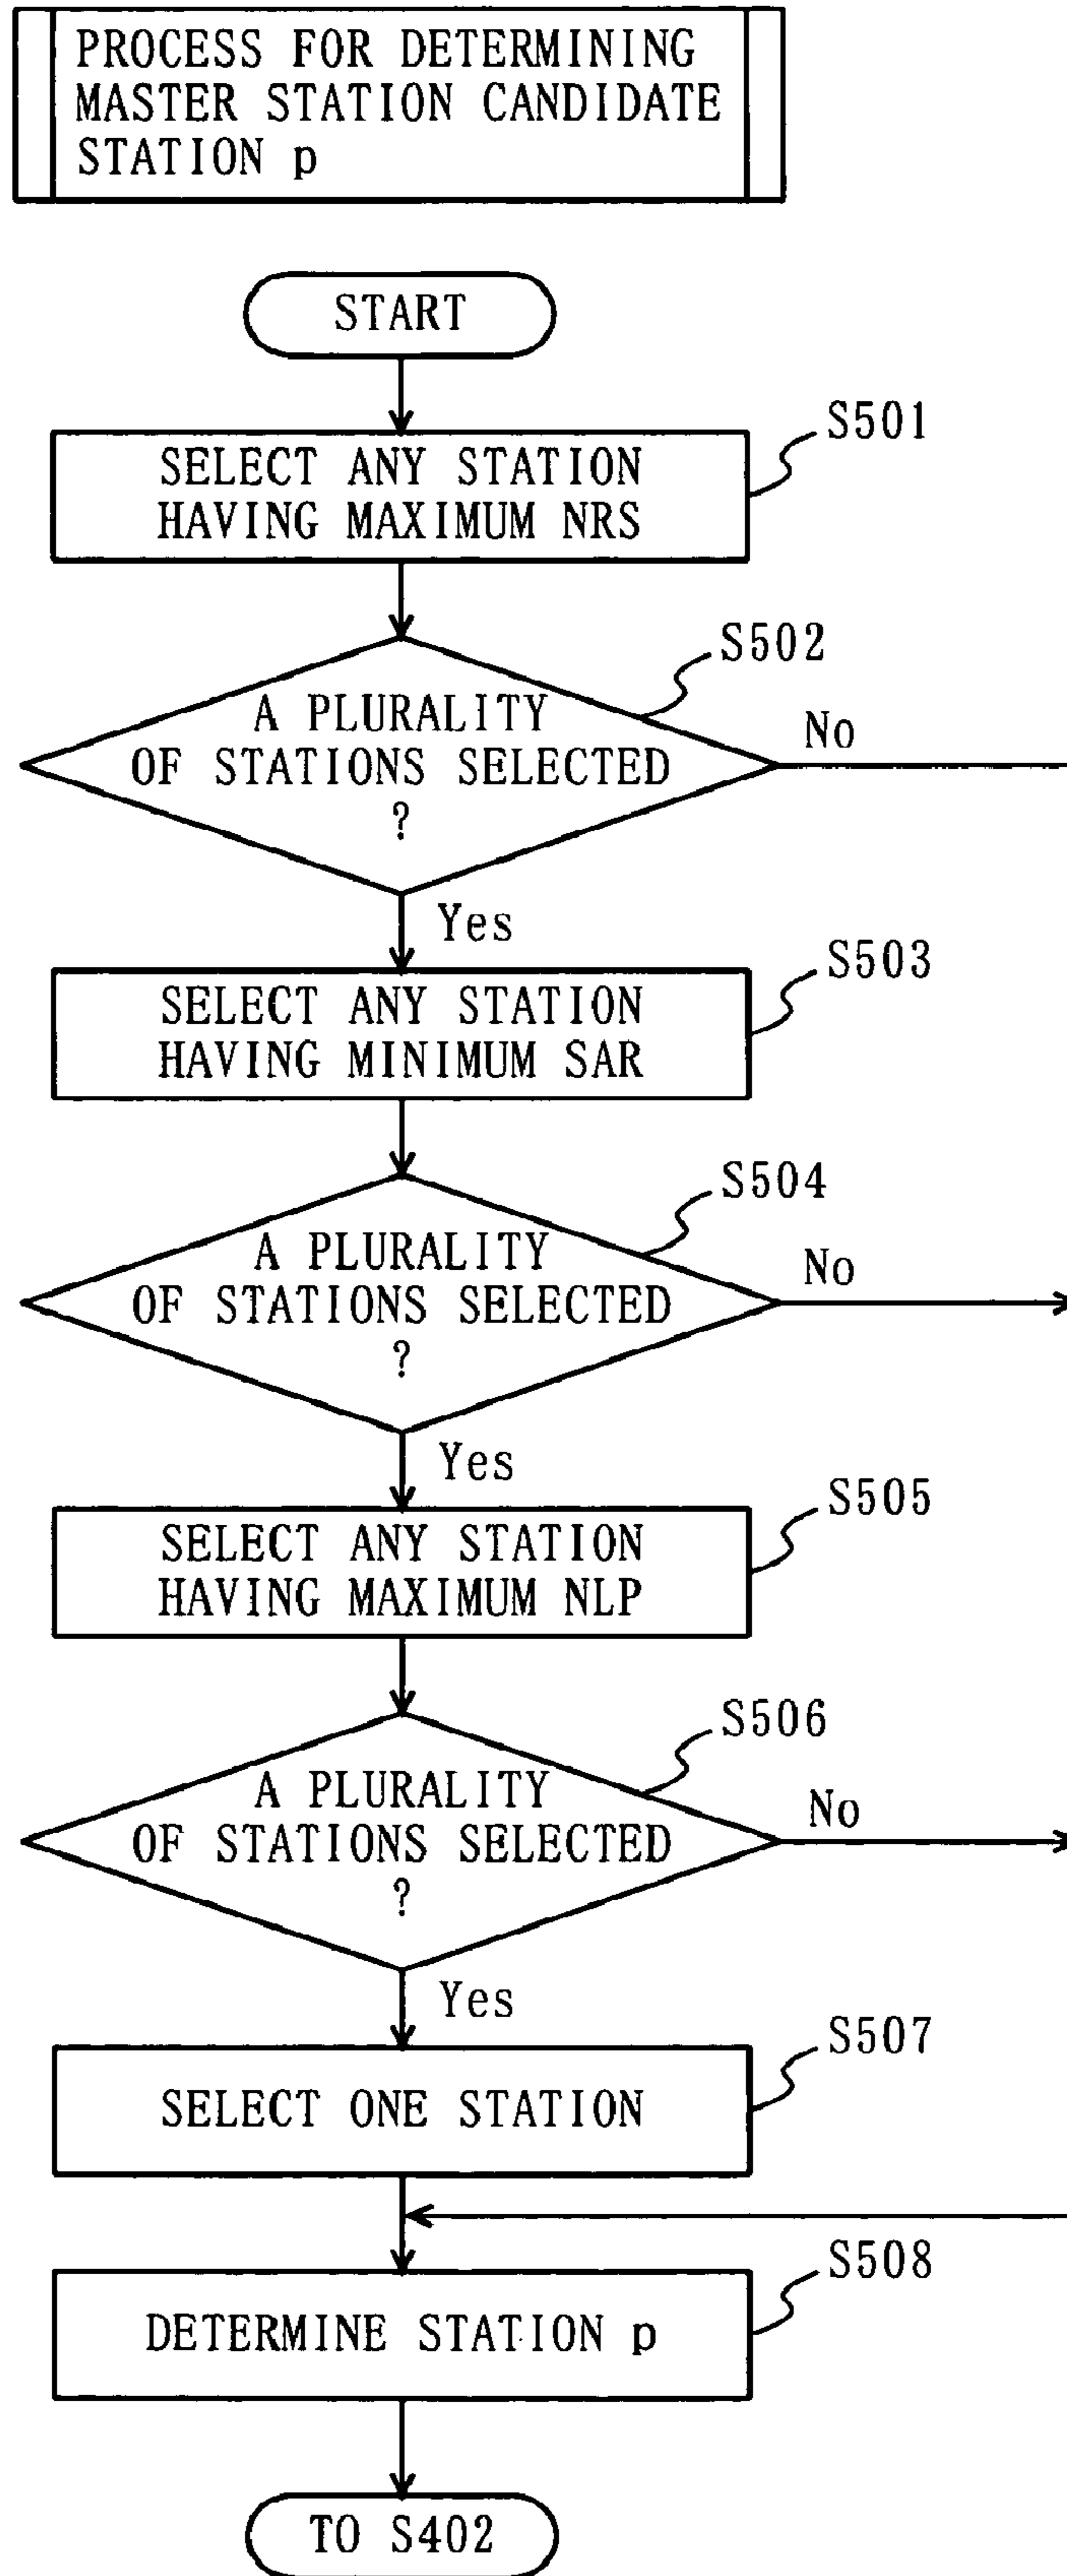 PROCESS FOR DETERMINING
MASTER STATION CANDIDATE
STATION p
START
S501
SELECT ANY STATION
HAVING MAXIMUM NRS
S502
A PLURALITY
OF STATIONS SELECTED
?
No
Yes
S503
SELECT ANY STATION
HAVING MINIMUM SAR
S504
A PLURALITY
OF STATIONS SELECTED
?
No
Yes
S505
SELECT ANY STATION
HAVING MAXIMUM NLP
S506
A PLURALITY
OF STATIONS SELECTED
?
No
Yes
S507
SELECT ONE STATION
S508
DETERMINE STATION p
TO S402